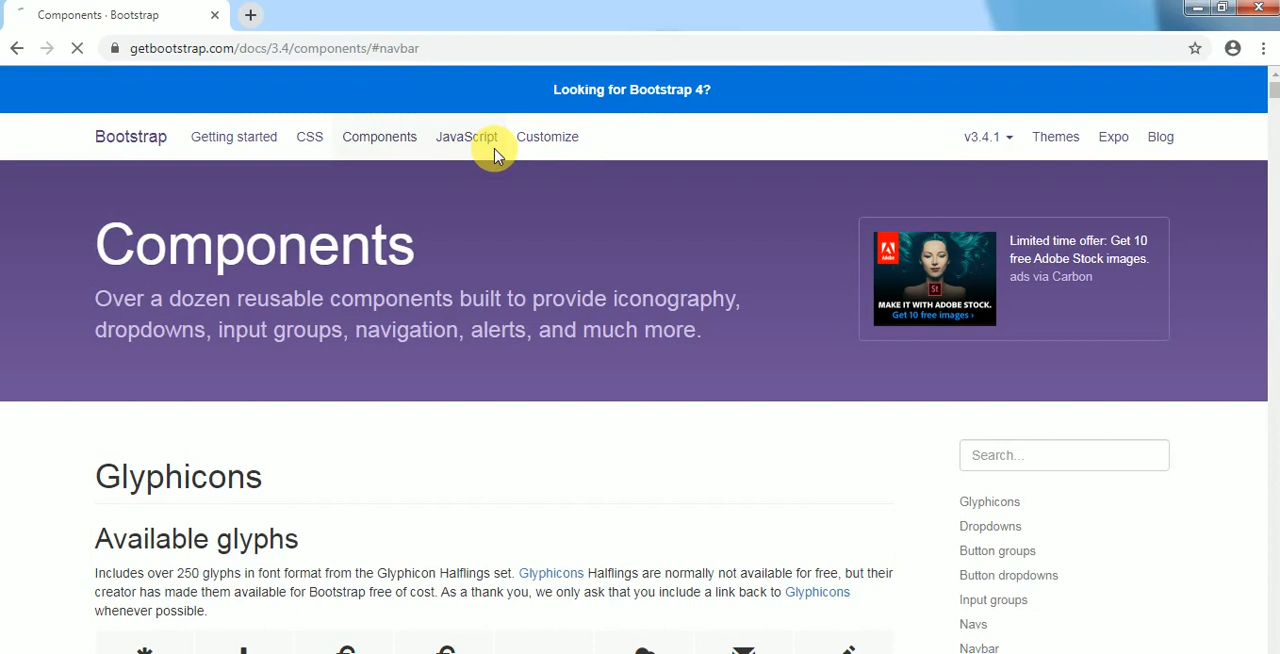 Components · Bootstrap
getbootstrap.com/docs/3.4/components/#navbar
Looking for Bootstrap 4?
Bootstrap Getting started CSS Components JavaScript Customize v3.4.1 Themes Expo Blog
Components
Over a dozen reusable components built to provide iconography,
dropdowns, input groups, navigation, alerts, and much more.
MAKE IT WITH ADOBE STOCK.
Get 10 free images ›
Adobe
St
Limited time offer: Get 10
free Adobe Stock images.
ads via Carbon
Glyphicons
Available glyphs
Includes over 250 glyphs in font format from the Glyphicon Halflings set. Glyphicons Halflings are normally not available for free, but their
creator has made them available for Bootstrap free of cost. As a thank you, we only ask that you include a link back to Glyphicons
whenever possible.
Search...
Glyphicons
Dropdowns
Button groups
Button dropdowns
Input groups
Navs
Navbar